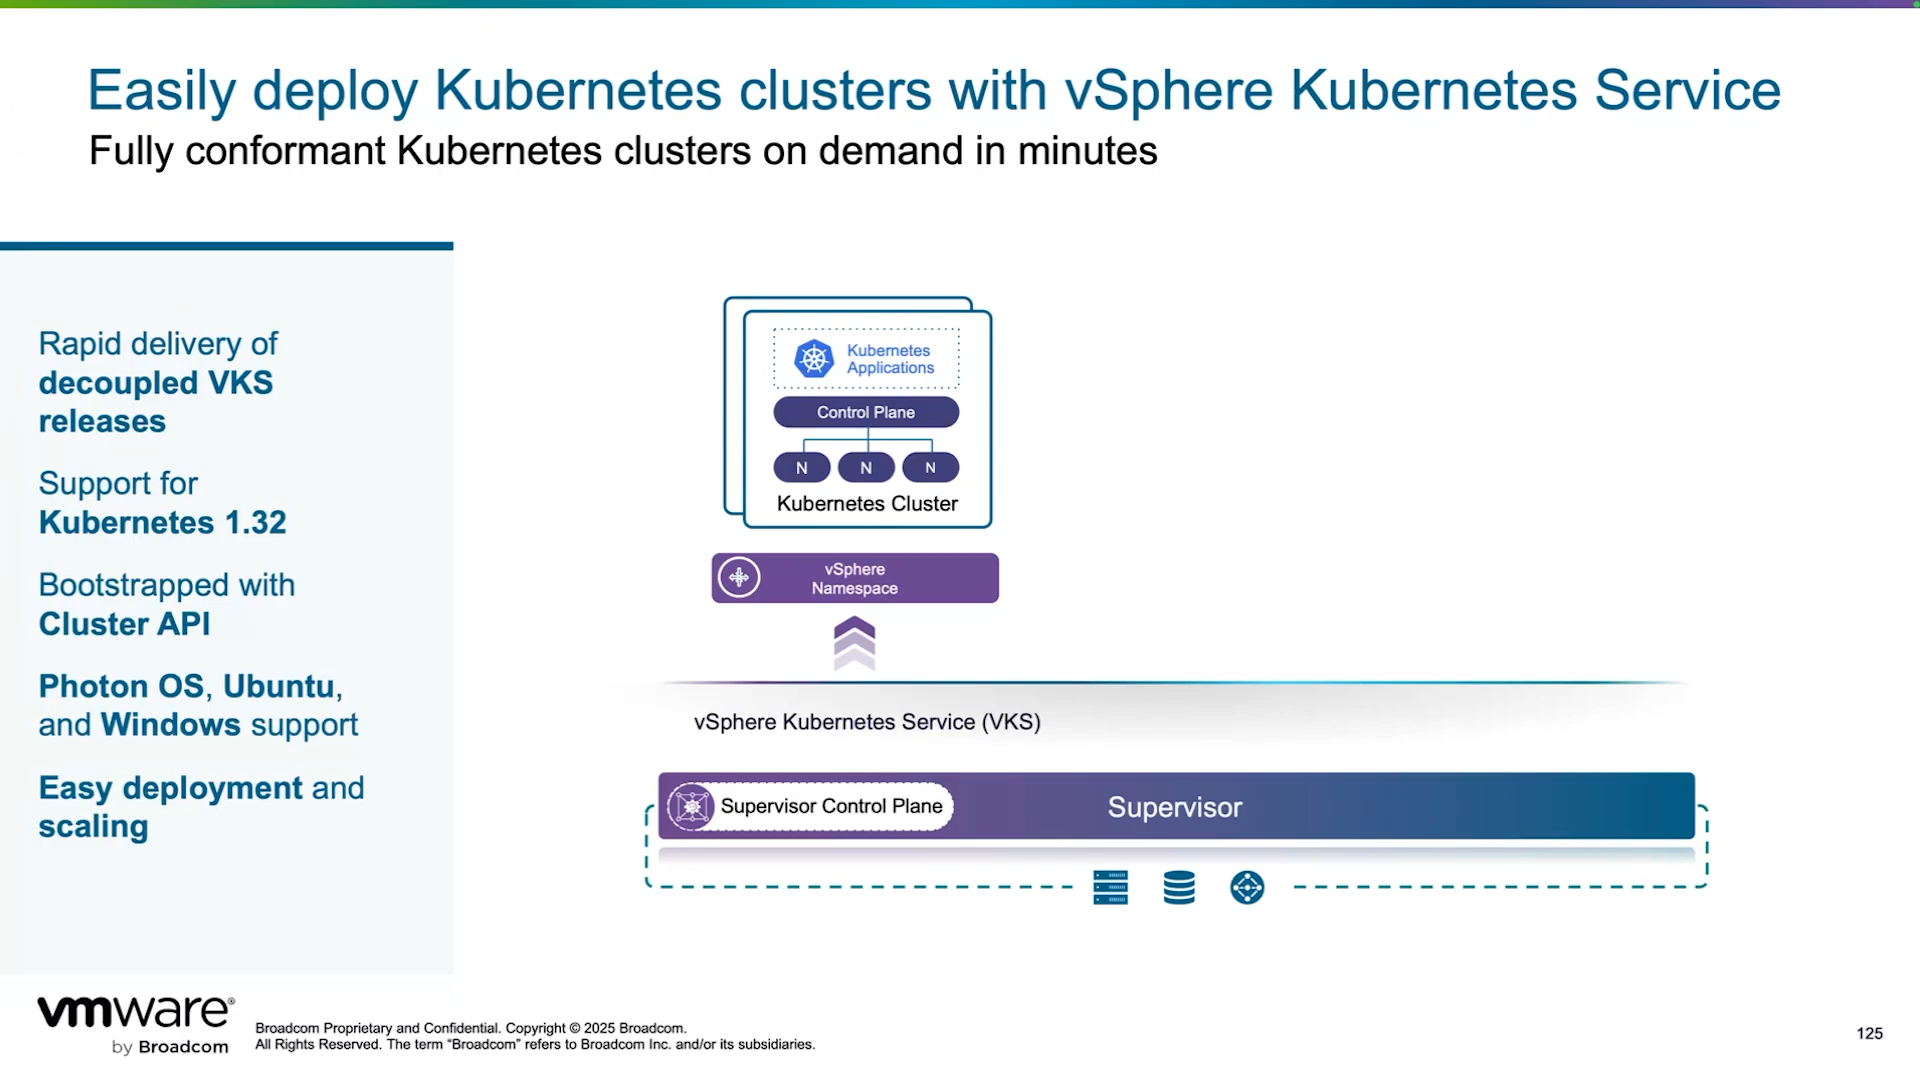 Easily deploy Kubernetes clusters with vSphere Kubernetes Service
Fully conformant Kubernetes clusters on demand in minutes
Rapid delivery of
decoupled VKS
releases
Support for
Kubernetes 1.32
Bootstrapped with
Cluster API
Photon OS, Ubuntu,
and Windows support
Easy deployment and
scaling
Kubernetes
Applications
Control Plane
N N N
Kubernetes Cluster
vSphere
Namespace
vSphere Kubernetes Service (VKS)
Supervisor Control Plane
Supervisor
vmware®
by Broadcom
Broadcom Proprietary and Confidential. Copyright © 2025 Broadcom.
All Rights Reserved. The term “Broadcom” refers to Broadcom Inc. and/or its subsidiaries.
125